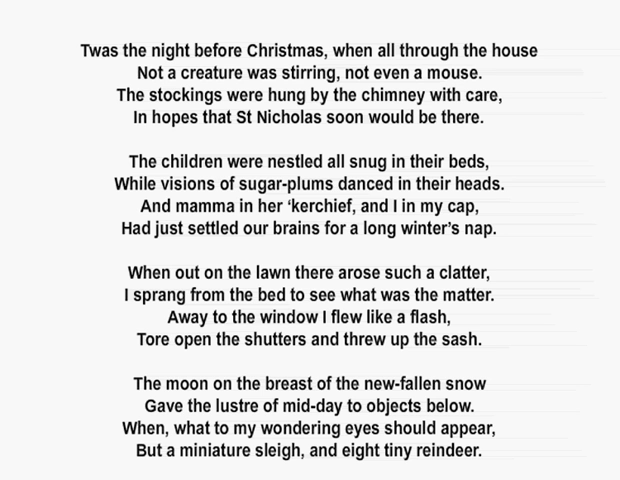 Twas the night before Christmas, when all through the house
Not a creature was stirring, not even a mouse.
The stockings were hung by the chimney with care,
In hopes that St Nicholas soon would be there.

The children were nestled all snug in their beds,
While visions of sugar-plums danced in their heads.
And mamma in her ‘kerchief, and I in my cap,
Had just settled our brains for a long winter’s nap.

When out on the lawn there arose such a clatter,
I sprang from the bed to see what was the matter.
Away to the window I flew like a flash,
Tore open the shutters and threw up the sash.

The moon on the breast of the new-fallen snow
Gave the lustre of mid-day to objects below.
When, what to my wondering eyes should appear,
But a miniature sleigh, and eight tiny reindeer.